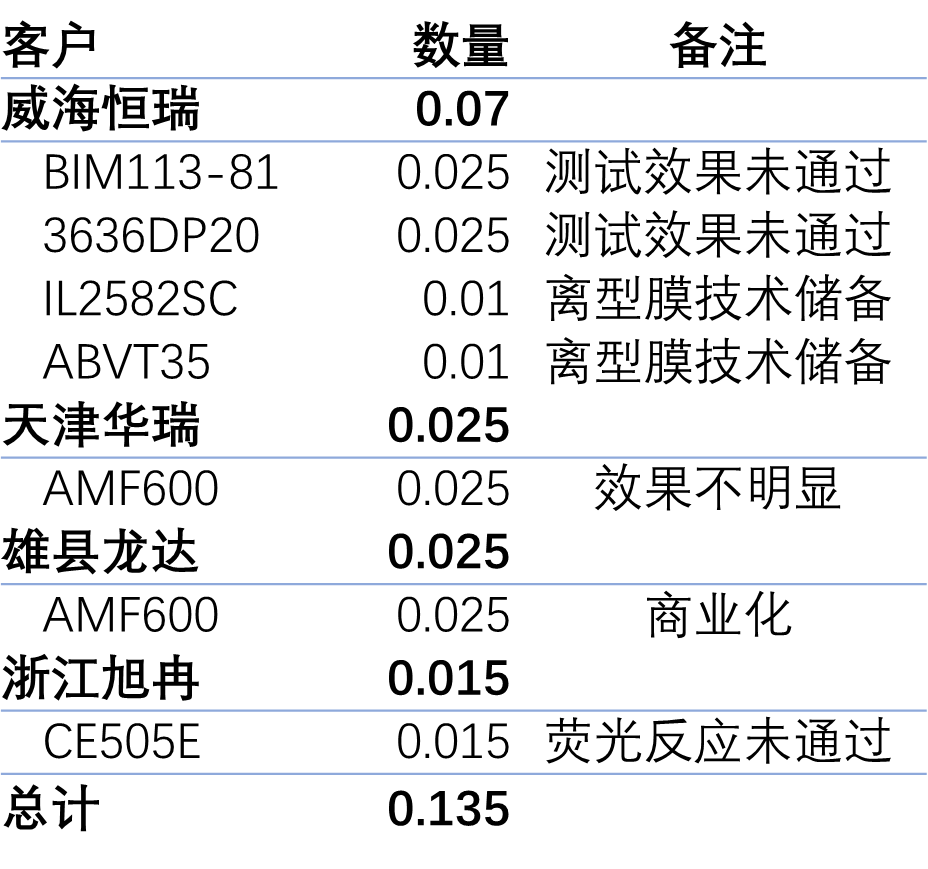 客户 数量 备注
威海恒瑞 0.07
BIM113-81 0.025 测试效果未通过
3636DP20 0.025 测试效果未通过
IL2582SC 0.01 离型膜技术储备
ABVT35 0.01 离型膜技术储备
天津华瑞 0.025
AMF600 0.025 效果不明显
雄县龙达 0.025
AMF600 0.025 商业化
浙江旭冉 0.015
CE505E 0.015 荧光反应未通过
总计 0.135